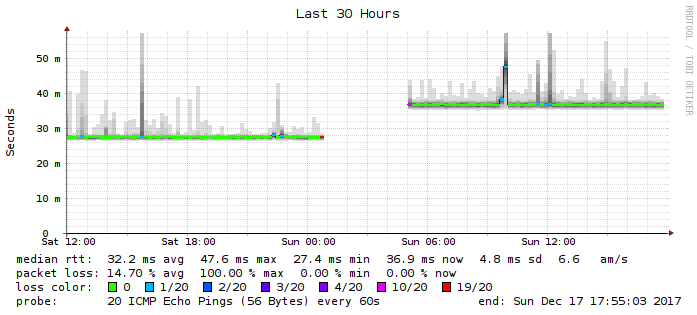 Last 30 Hours
RRDTOOL / TOBI OETIKER
Seconds
50 m
40 m
30 m
20 m
10 m
0
Sat 12:00 Sat 18:00 Sun 00:00 Sun 06:00 Sun 12:00
median rtt: 32.2 ms avg 47.6 ms max 27.4 ms min 36.9 ms now 4.8 ms sd 6.6 am/s
packet loss: 14.70 % avg 100.00 % max 0.00 % min 0.00 % now
loss color: 0 1/20 2/20 3/20 4/20 10/20 19/20
probe: 20 ICMP Echo Pings (56 Bytes) every 60s end: Sun Dec 17 17:55:03 2017